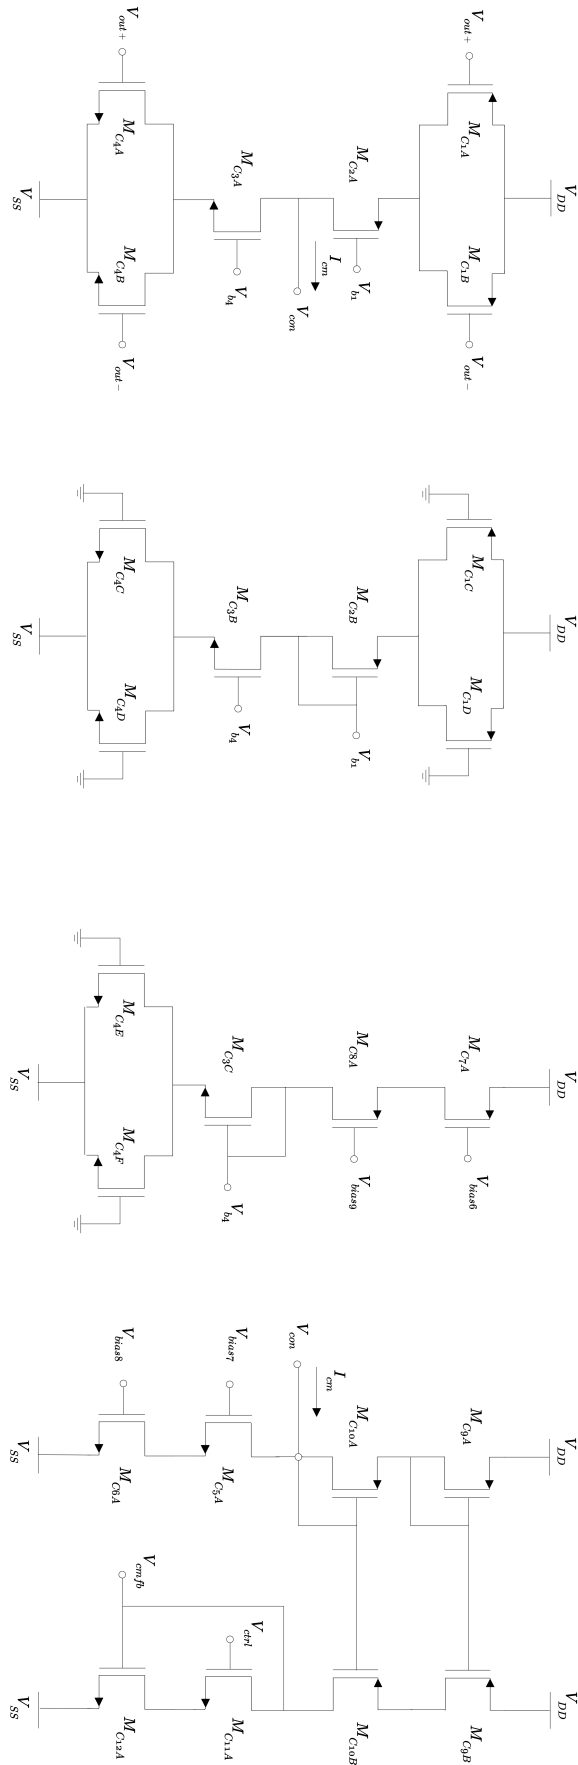 V_DD V_DD V_DD V_DD V_DD
V_out+ M_C1A M_C1B V_out− M_C1C M_C1D M_C7A V_bias6 M_C9A M_C9B
M_C2A V_b1 M_C2B V_b1 M_C8A V_bias9 M_C10A M_C10B
I_cm I_cm
V_con V_con
M_C3A V_b4 M_C3B V_b4 M_C3C V_b4 V_bias7 M_C5A V_ctrl M_C11A
V_out+ M_C4A M_C4B V_out− M_C4C M_C4D M_C4E M_C4F V_bias8 M_C6A V_cmfb M_C12A
V_SS V_SS V_SS V_SS V_SS